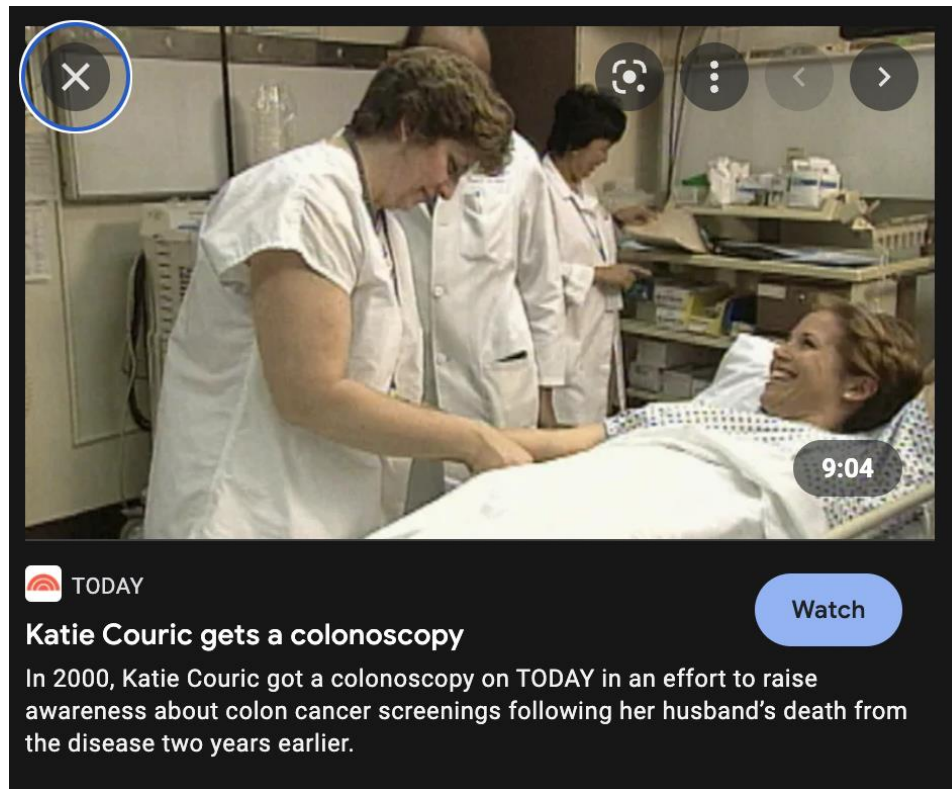 9:04
TODAY
Watch
Katie Couric gets a colonoscopy
In 2000, Katie Couric got a colonoscopy on TODAY in an effort to raise
awareness about colon cancer screenings following her husband’s death from
the disease two years earlier.